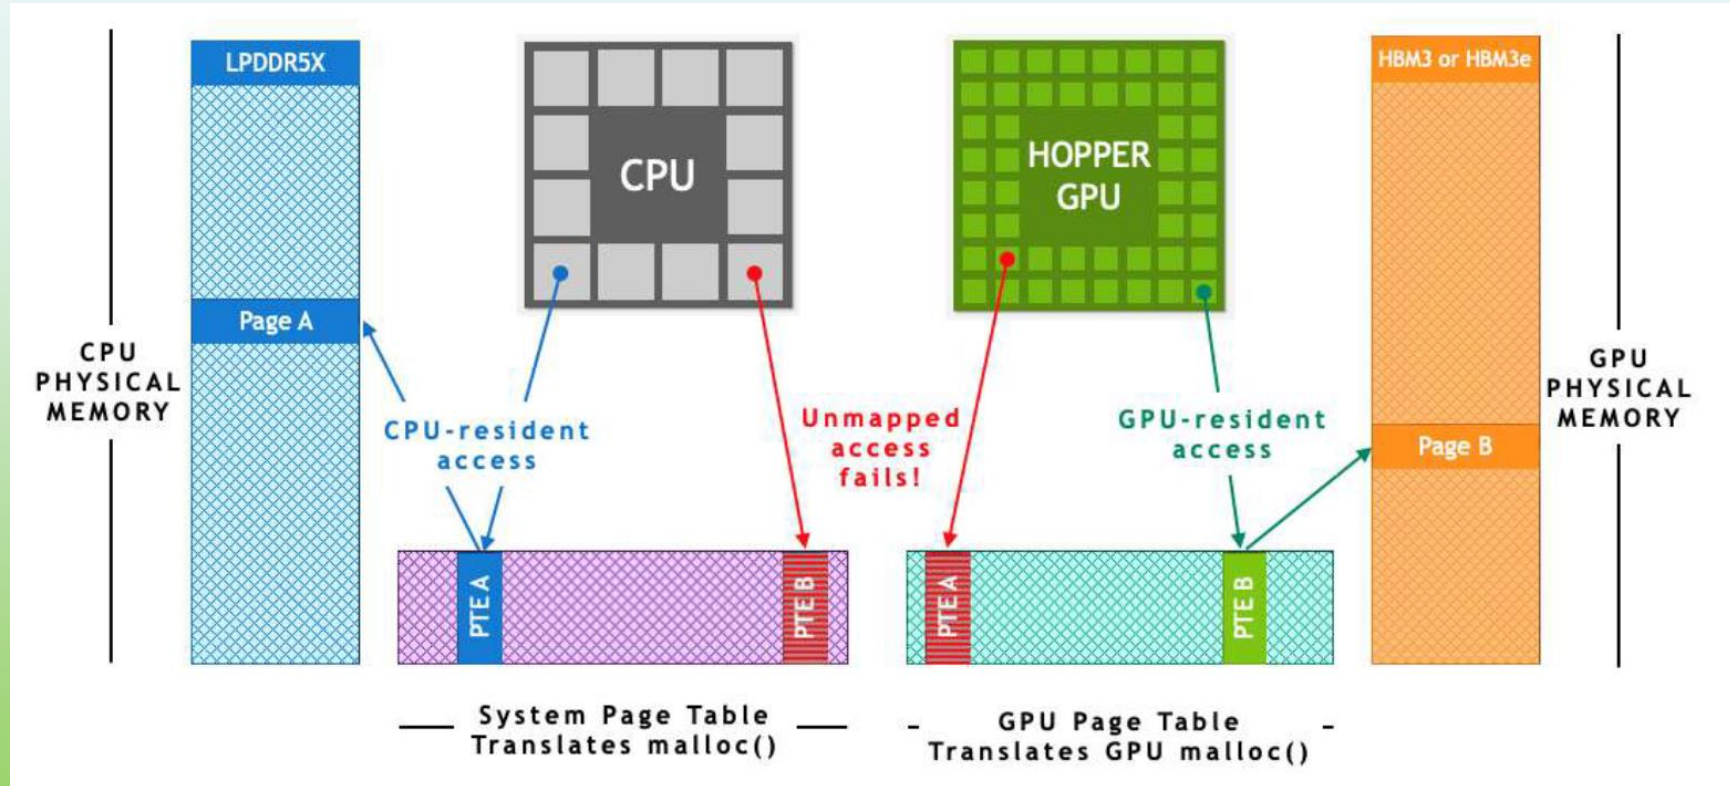 LPDDR5X
Page A
CPU
PHYSICAL
MEMORY
CPU
HOPPER
GPU
HBM3 or HBM3e
Page B
GPU
PHYSICAL
MEMORY
CPU-resident
access
Unmapped
access
fails!
GPU-resident
access
PTE A
PTE B
PTE A
PTE B
System Page Table
Translates malloc()
GPU Page Table
Translates GPU malloc()